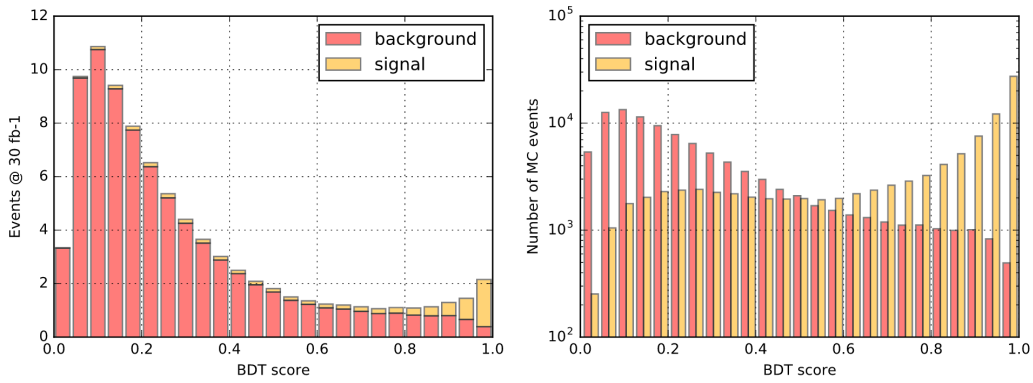 12
10
8
6
4
2
0
Events @ 30 fb-1
background
signal
0.0 0.2 0.4 0.6 0.8 1.0
BDT score
10^5
10^4
10^3
10^2
Number of MC events
background
signal
0.0 0.2 0.4 0.6 0.8 1.0
BDT score